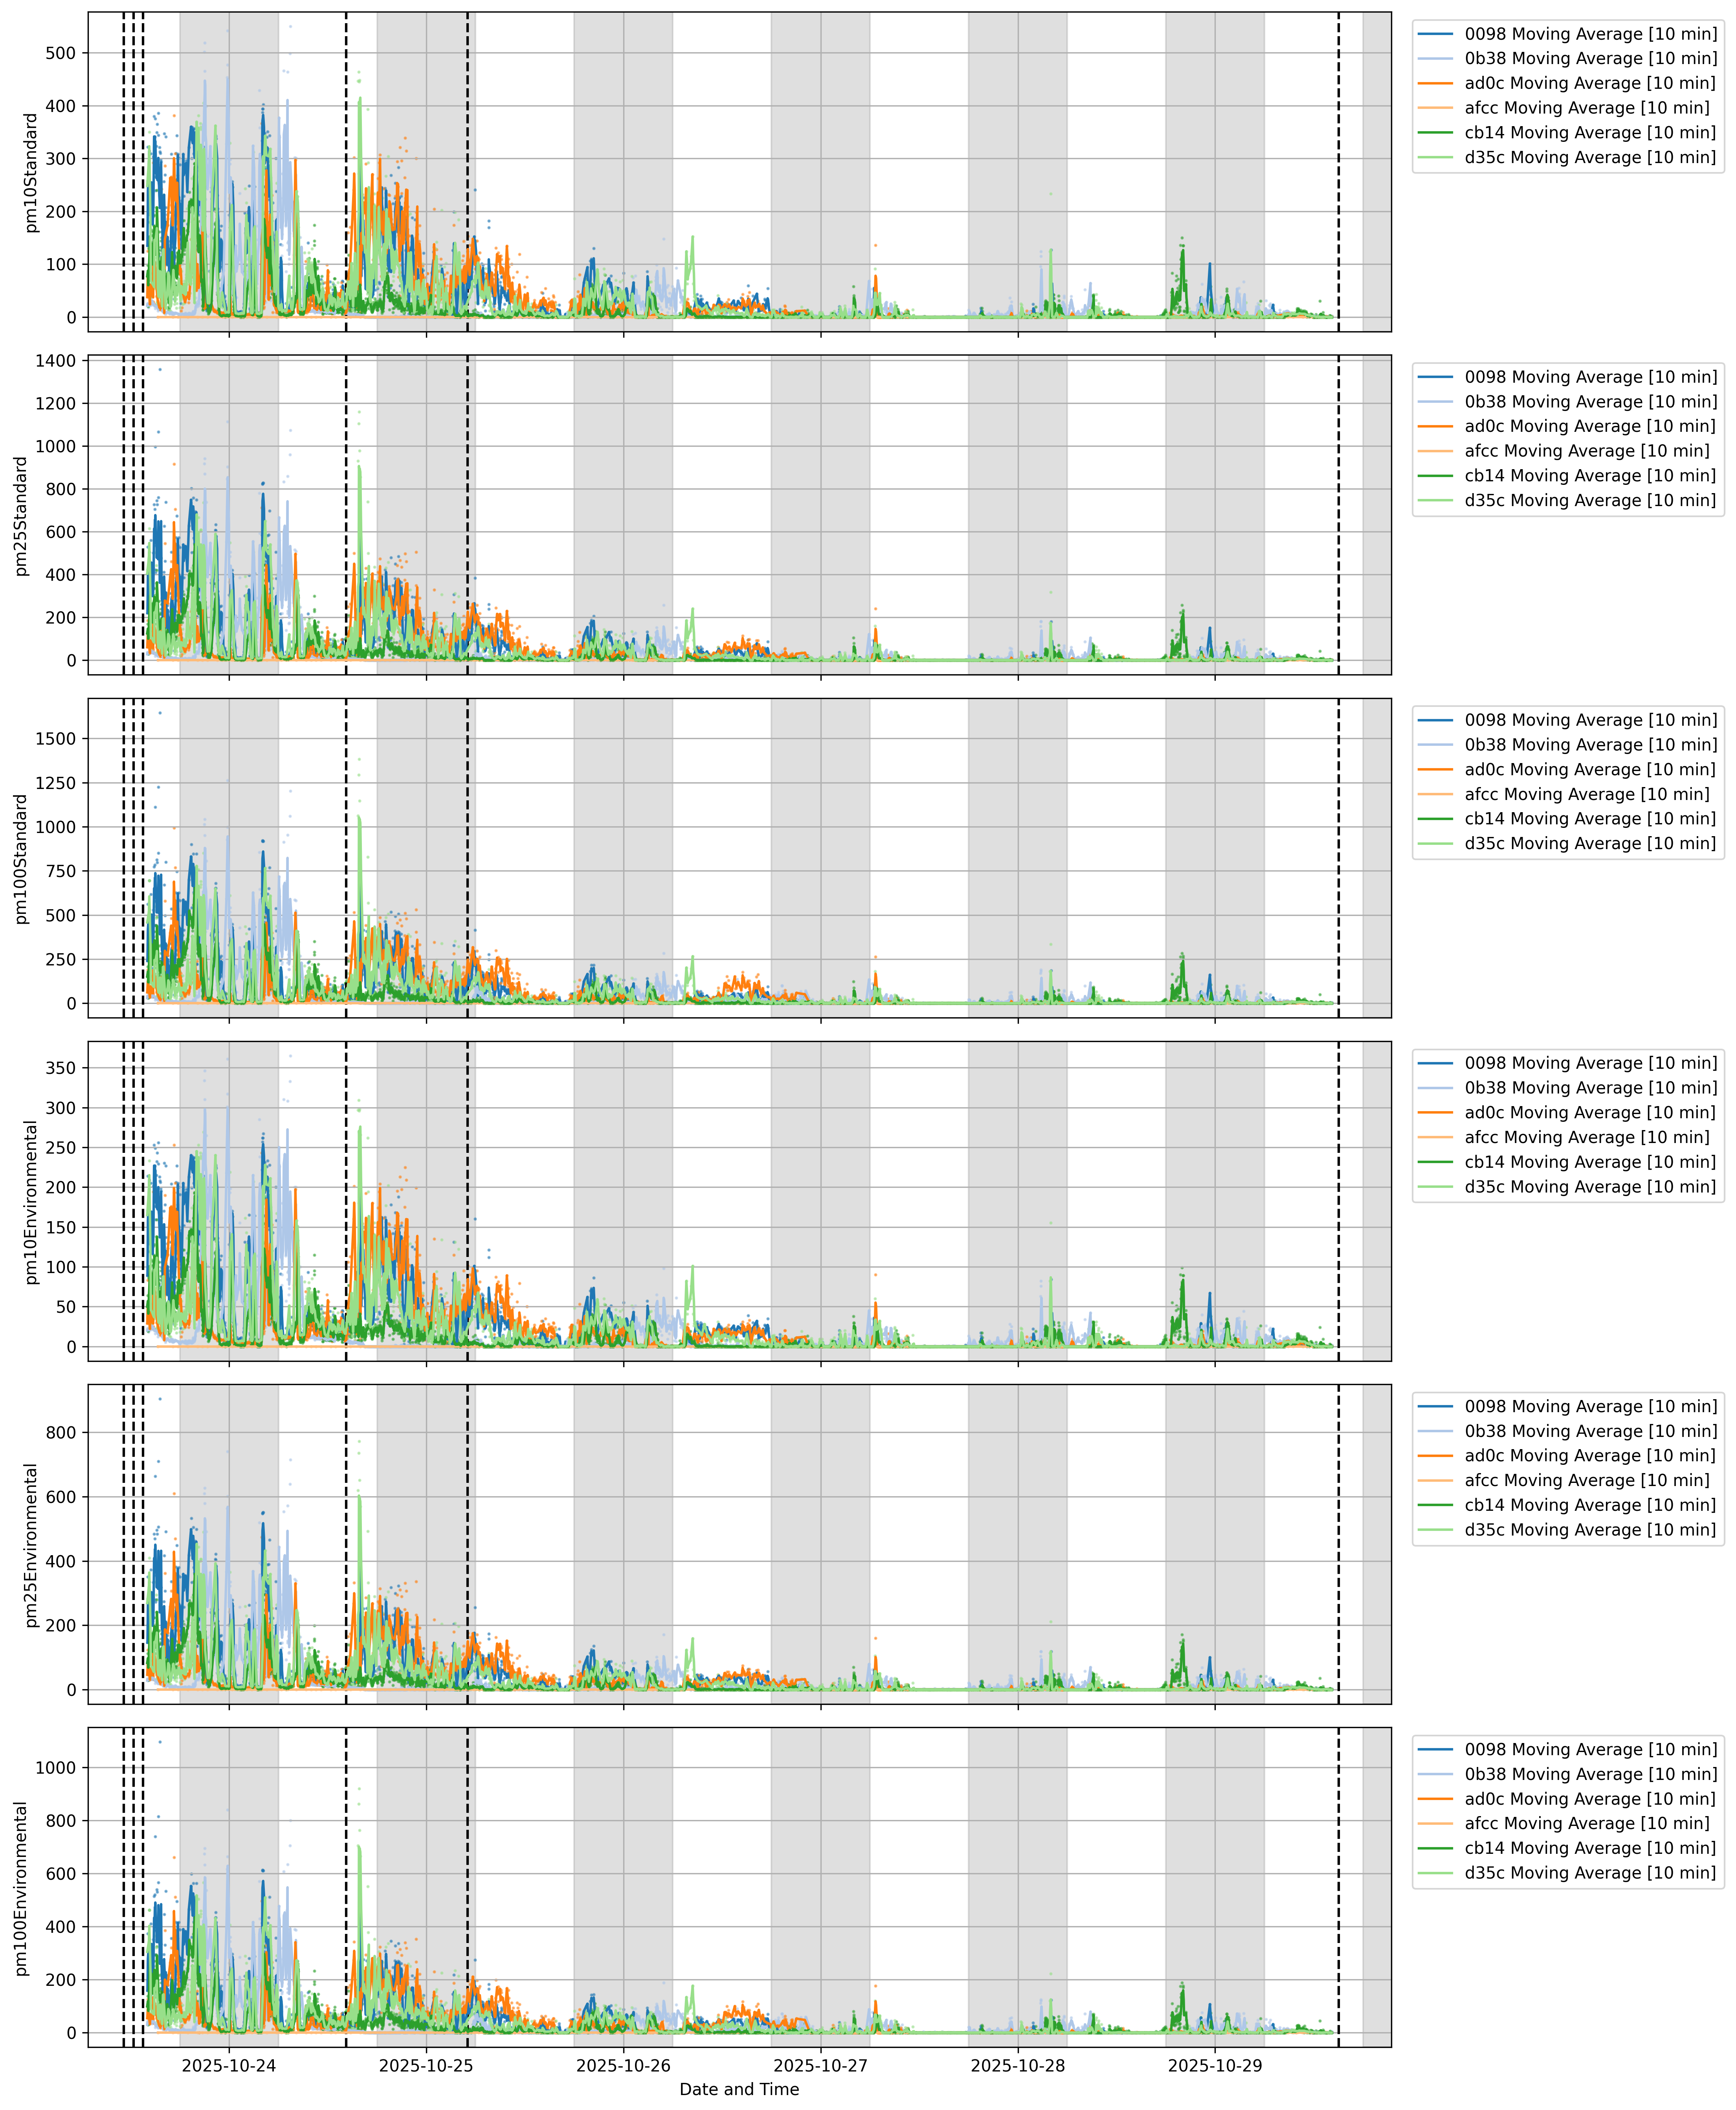 pm10Standard
500
400
300
200
100
0
0098 Moving Average [10 min]
0b38 Moving Average [10 min]
ad0c Moving Average [10 min]
afcc Moving Average [10 min]
cb14 Moving Average [10 min]
d35c Moving Average [10 min]
pm25Standard
1400
1200
1000
800
600
400
200
0
0098 Moving Average [10 min]
0b38 Moving Average [10 min]
ad0c Moving Average [10 min]
afcc Moving Average [10 min]
cb14 Moving Average [10 min]
d35c Moving Average [10 min]
pm100Standard
1500
1250
1000
750
500
250
0
0098 Moving Average [10 min]
0b38 Moving Average [10 min]
ad0c Moving Average [10 min]
afcc Moving Average [10 min]
cb14 Moving Average [10 min]
d35c Moving Average [10 min]
pm10Environmental
350
300
250
200
150
100
50
0
0098 Moving Average [10 min]
0b38 Moving Average [10 min]
ad0c Moving Average [10 min]
afcc Moving Average [10 min]
cb14 Moving Average [10 min]
d35c Moving Average [10 min]
pm25Environmental
800
600
400
200
0
0098 Moving Average [10 min]
0b38 Moving Average [10 min]
ad0c Moving Average [10 min]
afcc Moving Average [10 min]
cb14 Moving Average [10 min]
d35c Moving Average [10 min]
pm100Environmental
1000
800
600
400
200
0
0098 Moving Average [10 min]
0b38 Moving Average [10 min]
ad0c Moving Average [10 min]
afcc Moving Average [10 min]
cb14 Moving Average [10 min]
d35c Moving Average [10 min]
2025-10-24 2025-10-25 2025-10-26 2025-10-27 2025-10-28 2025-10-29
Date and Time